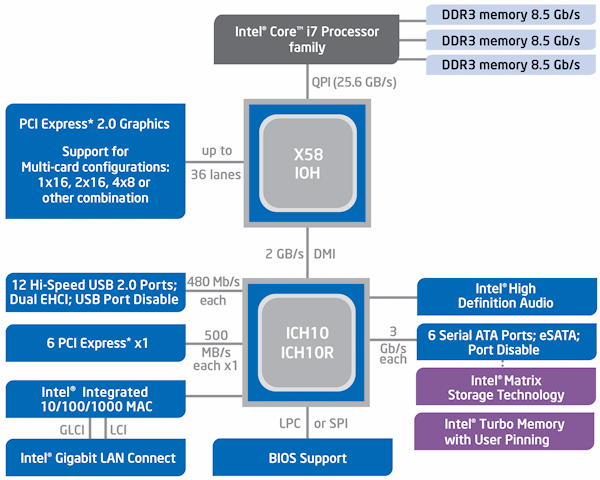 Intel® Core™ i7 Processor
family
DDR3 memory 8.5 Gb/s
DDR3 memory 8.5 Gb/s
DDR3 memory 8.5 Gb/s
QPI (25.6 GB/s)
PCI Express* 2.0 Graphics
Support for
Multi-card configurations:
1x16, 2x16, 4x8 or
other combination
up to
36 lanes
X58
IOH
2 GB/s DMI
12 Hi-Speed USB 2.0 Ports;
Dual EHCI; USB Port Disable
480 Mb/s
each
Intel® High
Definition Audio
6 PCI Express* x1
500
MB/s
each x1
ICH10
ICH10R
3
Gb/s
each
6 Serial ATA Ports; eSATA;
Port Disable
Intel® Integrated
10/100/1000 MAC
Intel® Matrix
Storage Technology
GLCI
LCI
LPC or SPI
Intel® Turbo Memory
with User Pinning
Intel® Gigabit LAN Connect
BIOS Support